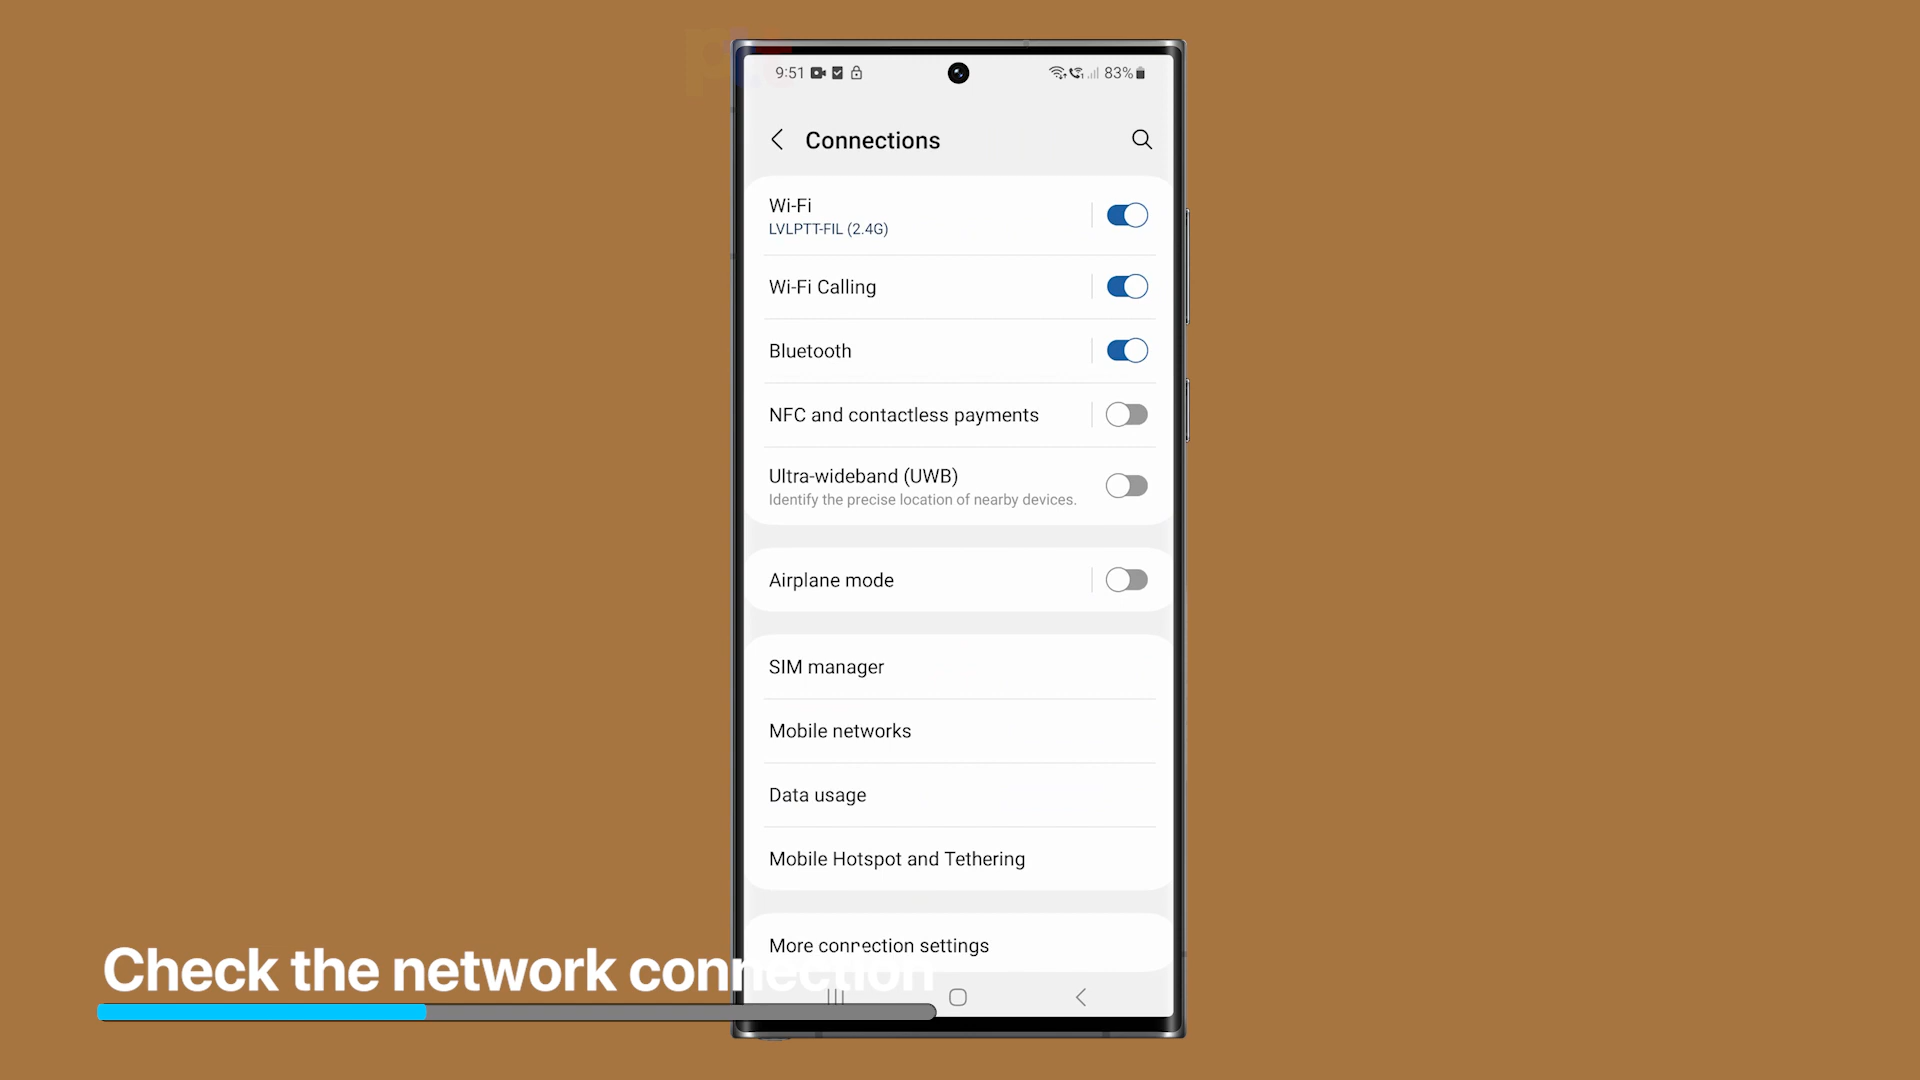 9:51 83%
Connections
Wi-Fi
LVLPTT-FIL (2.4G)
Wi-Fi Calling
Bluetooth
NFC and contactless payments
Ultra-wideband (UWB)
Identify the precise location of nearby devices.
Airplane mode
SIM manager
Mobile networks
Data usage
Mobile Hotspot and Tethering
More connection settings
Check the network connection